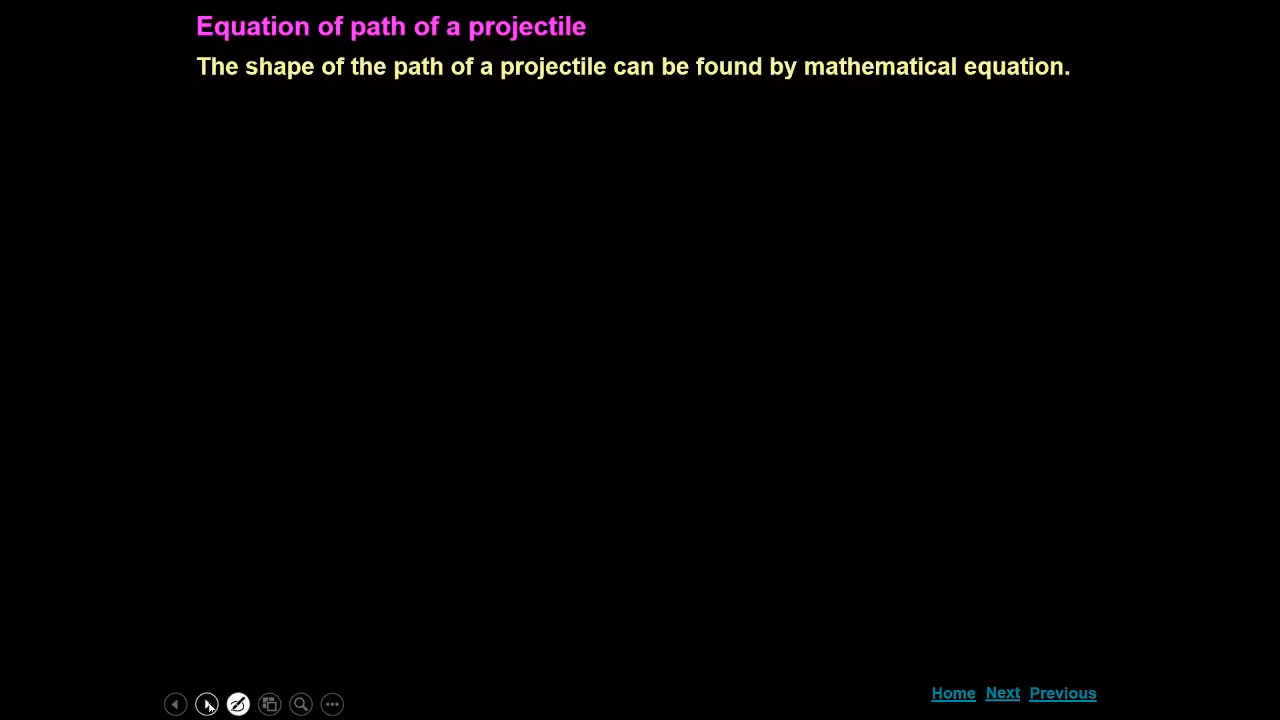 Equation of path of a projectile
The shape of the path of a projectile can be found by mathematical equation.
Home Next Previous